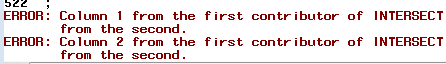 522  ;
ERROR: Column 1 from the first contributor of INTERSECT
from the second.
ERROR: Column 2 from the first contributor of INTERSECT
from the second.